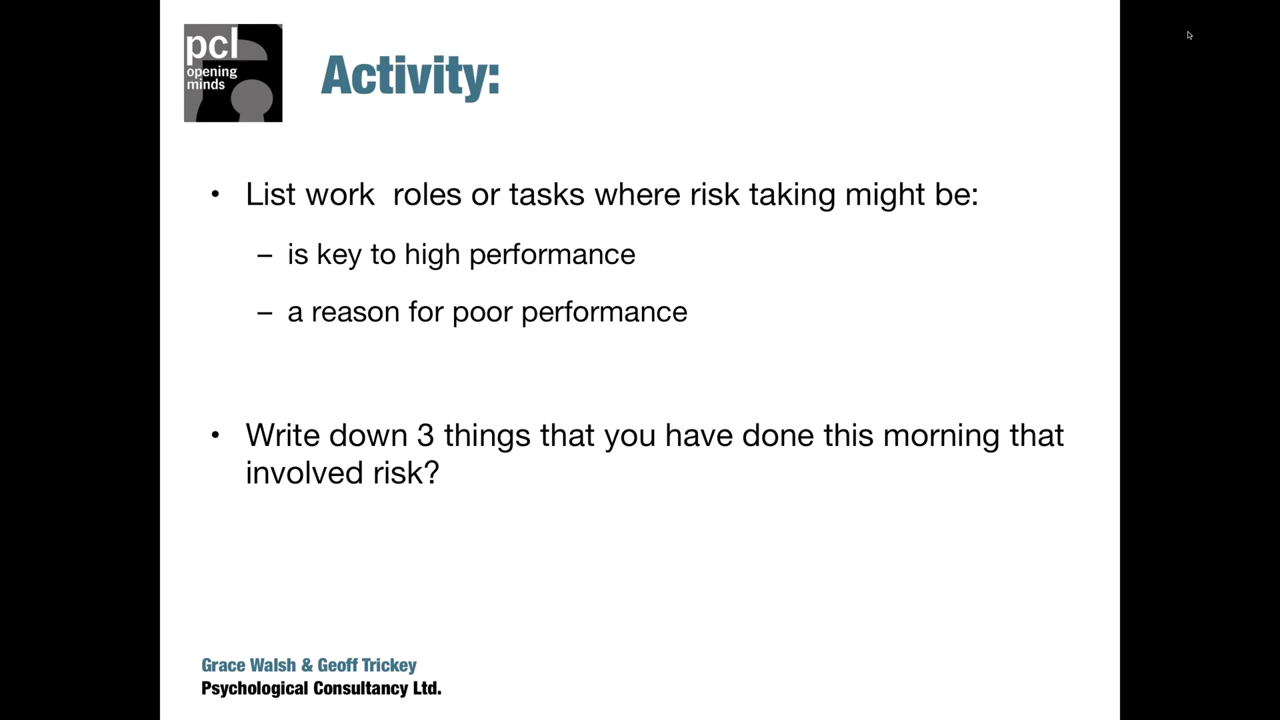 pcl
opening
minds
Activity:
• List work  roles or tasks where risk taking might be:
– is key to high performance
– a reason for poor performance
• Write down 3 things that you have done this morning that
involved risk?
Grace Walsh & Geoff Trickey
Psychological Consultancy Ltd.